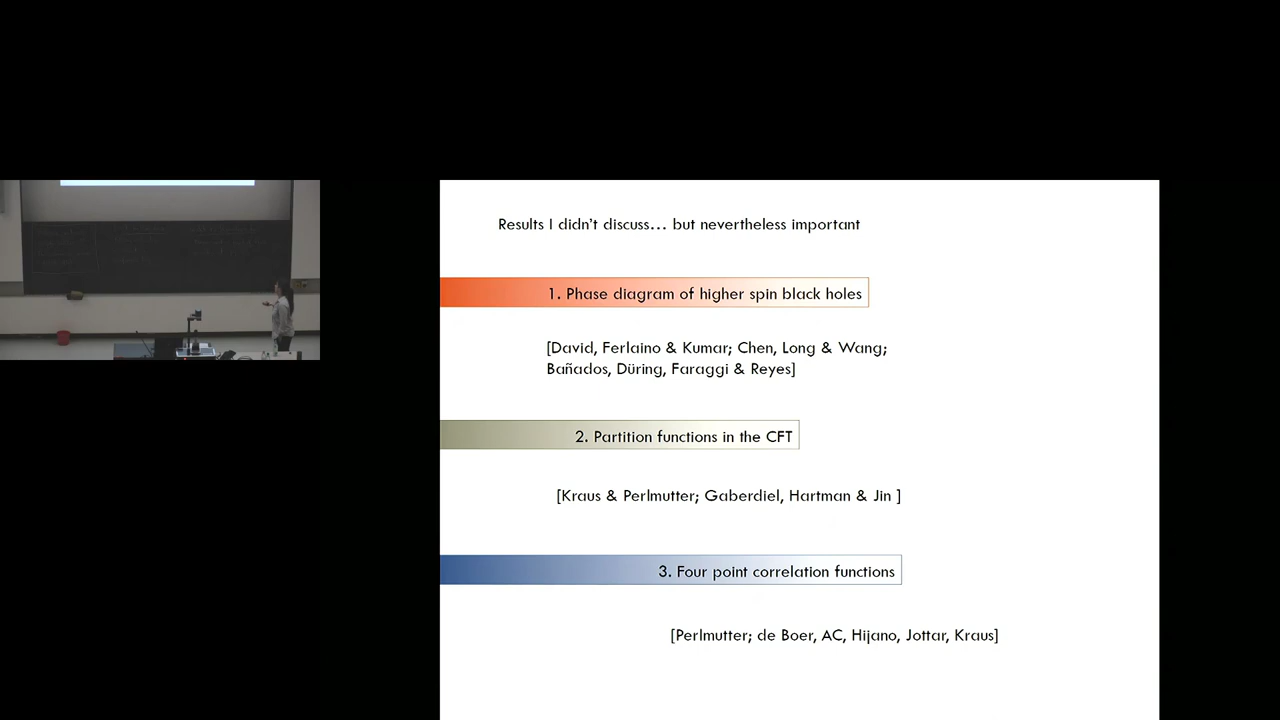 Results I didn't discuss... but nevertheless important
1. Phase diagram of higher spin black holes
[David, Ferlaino & Kumar; Chen, Long & Wang;
Bañados, Düring, Faraggi & Reyes]
2. Partition functions in the CFT
[Kraus & Perlmutter; Gaberdiel, Hartman & Jin ]
3. Four point correlation functions
[Perlmutter; de Boer, AC, Hijano, Jottar, Kraus]